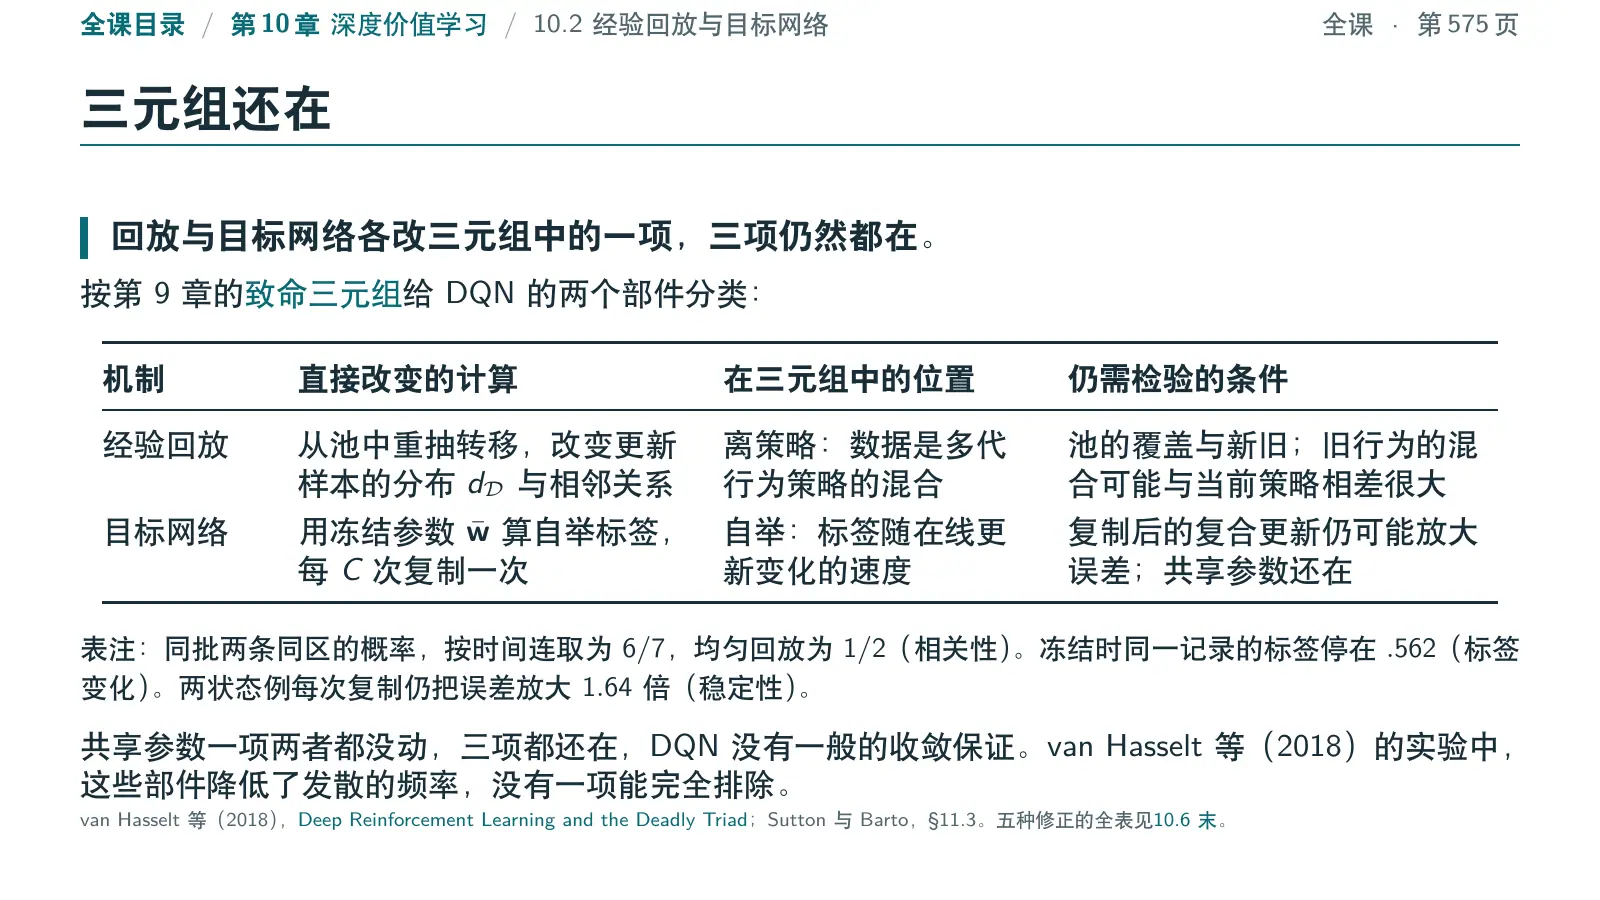 全课目录 / 第 10 章 深度价值学习 / 10.2 经验回放与目标网络
全课 · 第 575 页
三元组还在
回放与目标网络各改三元组中的一项，三项仍然都在。
按第 9 章的致命三元组给 DQN 的两个部件分类：
机制 直接改变的计算 在三元组中的位置 仍需检验的条件
经验回放 从池中重抽转移，改变更新 离策略：数据是多代 池的覆盖与新旧；旧行为的混
样本的分布 d_𝒟 与相邻关系 行为策略的混合 合可能与当前策略相差很大
目标网络 用冻结参数 w̄ 算自举标签， 自举：标签随在线更 复制后的复合更新仍可能放大
每 C 次复制一次 新变化的速度 误差；共享参数还在
表注：同批两条同区的概率，按时间连取为 6/7，均匀回放为 1/2（相关性）。冻结时同一记录的标签停在 .562（标签
变化）。两状态例每次复制仍把误差放大 1.64 倍（稳定性）。
共享参数一项两者都没动，三项都还在，DQN 没有一般的收敛保证。van Hasselt 等（2018）的实验中，
这些部件降低了发散的频率，没有一项能完全排除。
van Hasselt 等（2018），Deep Reinforcement Learning and the Deadly Triad；Sutton 与 Barto，§11.3。五种修正的全表见10.6 末。